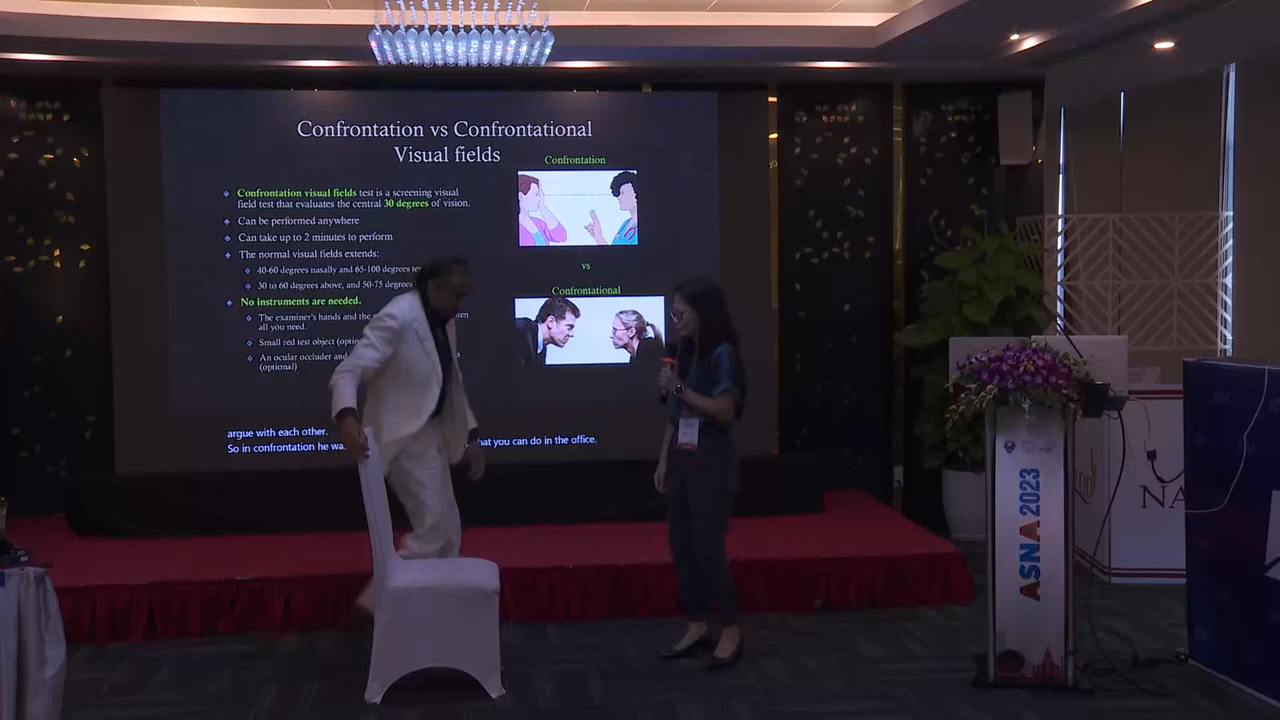 Confrontation vs Confrontational
Visual fields
Confrontation visual fields test is a screening visual
field test that evaluates the central 30 degrees of vision.
Can be performed anywhere
Can take up to 2 minutes to perform
The normal visual fields extends:
40-60 degrees nasally and 65-100 degrees
30 to 60 degrees above, and 50-75 degrees
No instruments are needed.
The examiner's hands and the
all you need.
Small red test object
An ocular occluder and
(optional)
Confrontation
vs
Confrontational
argue with each other.
So in confrontation he
that you can do in the office.
ASNA 2023
NA